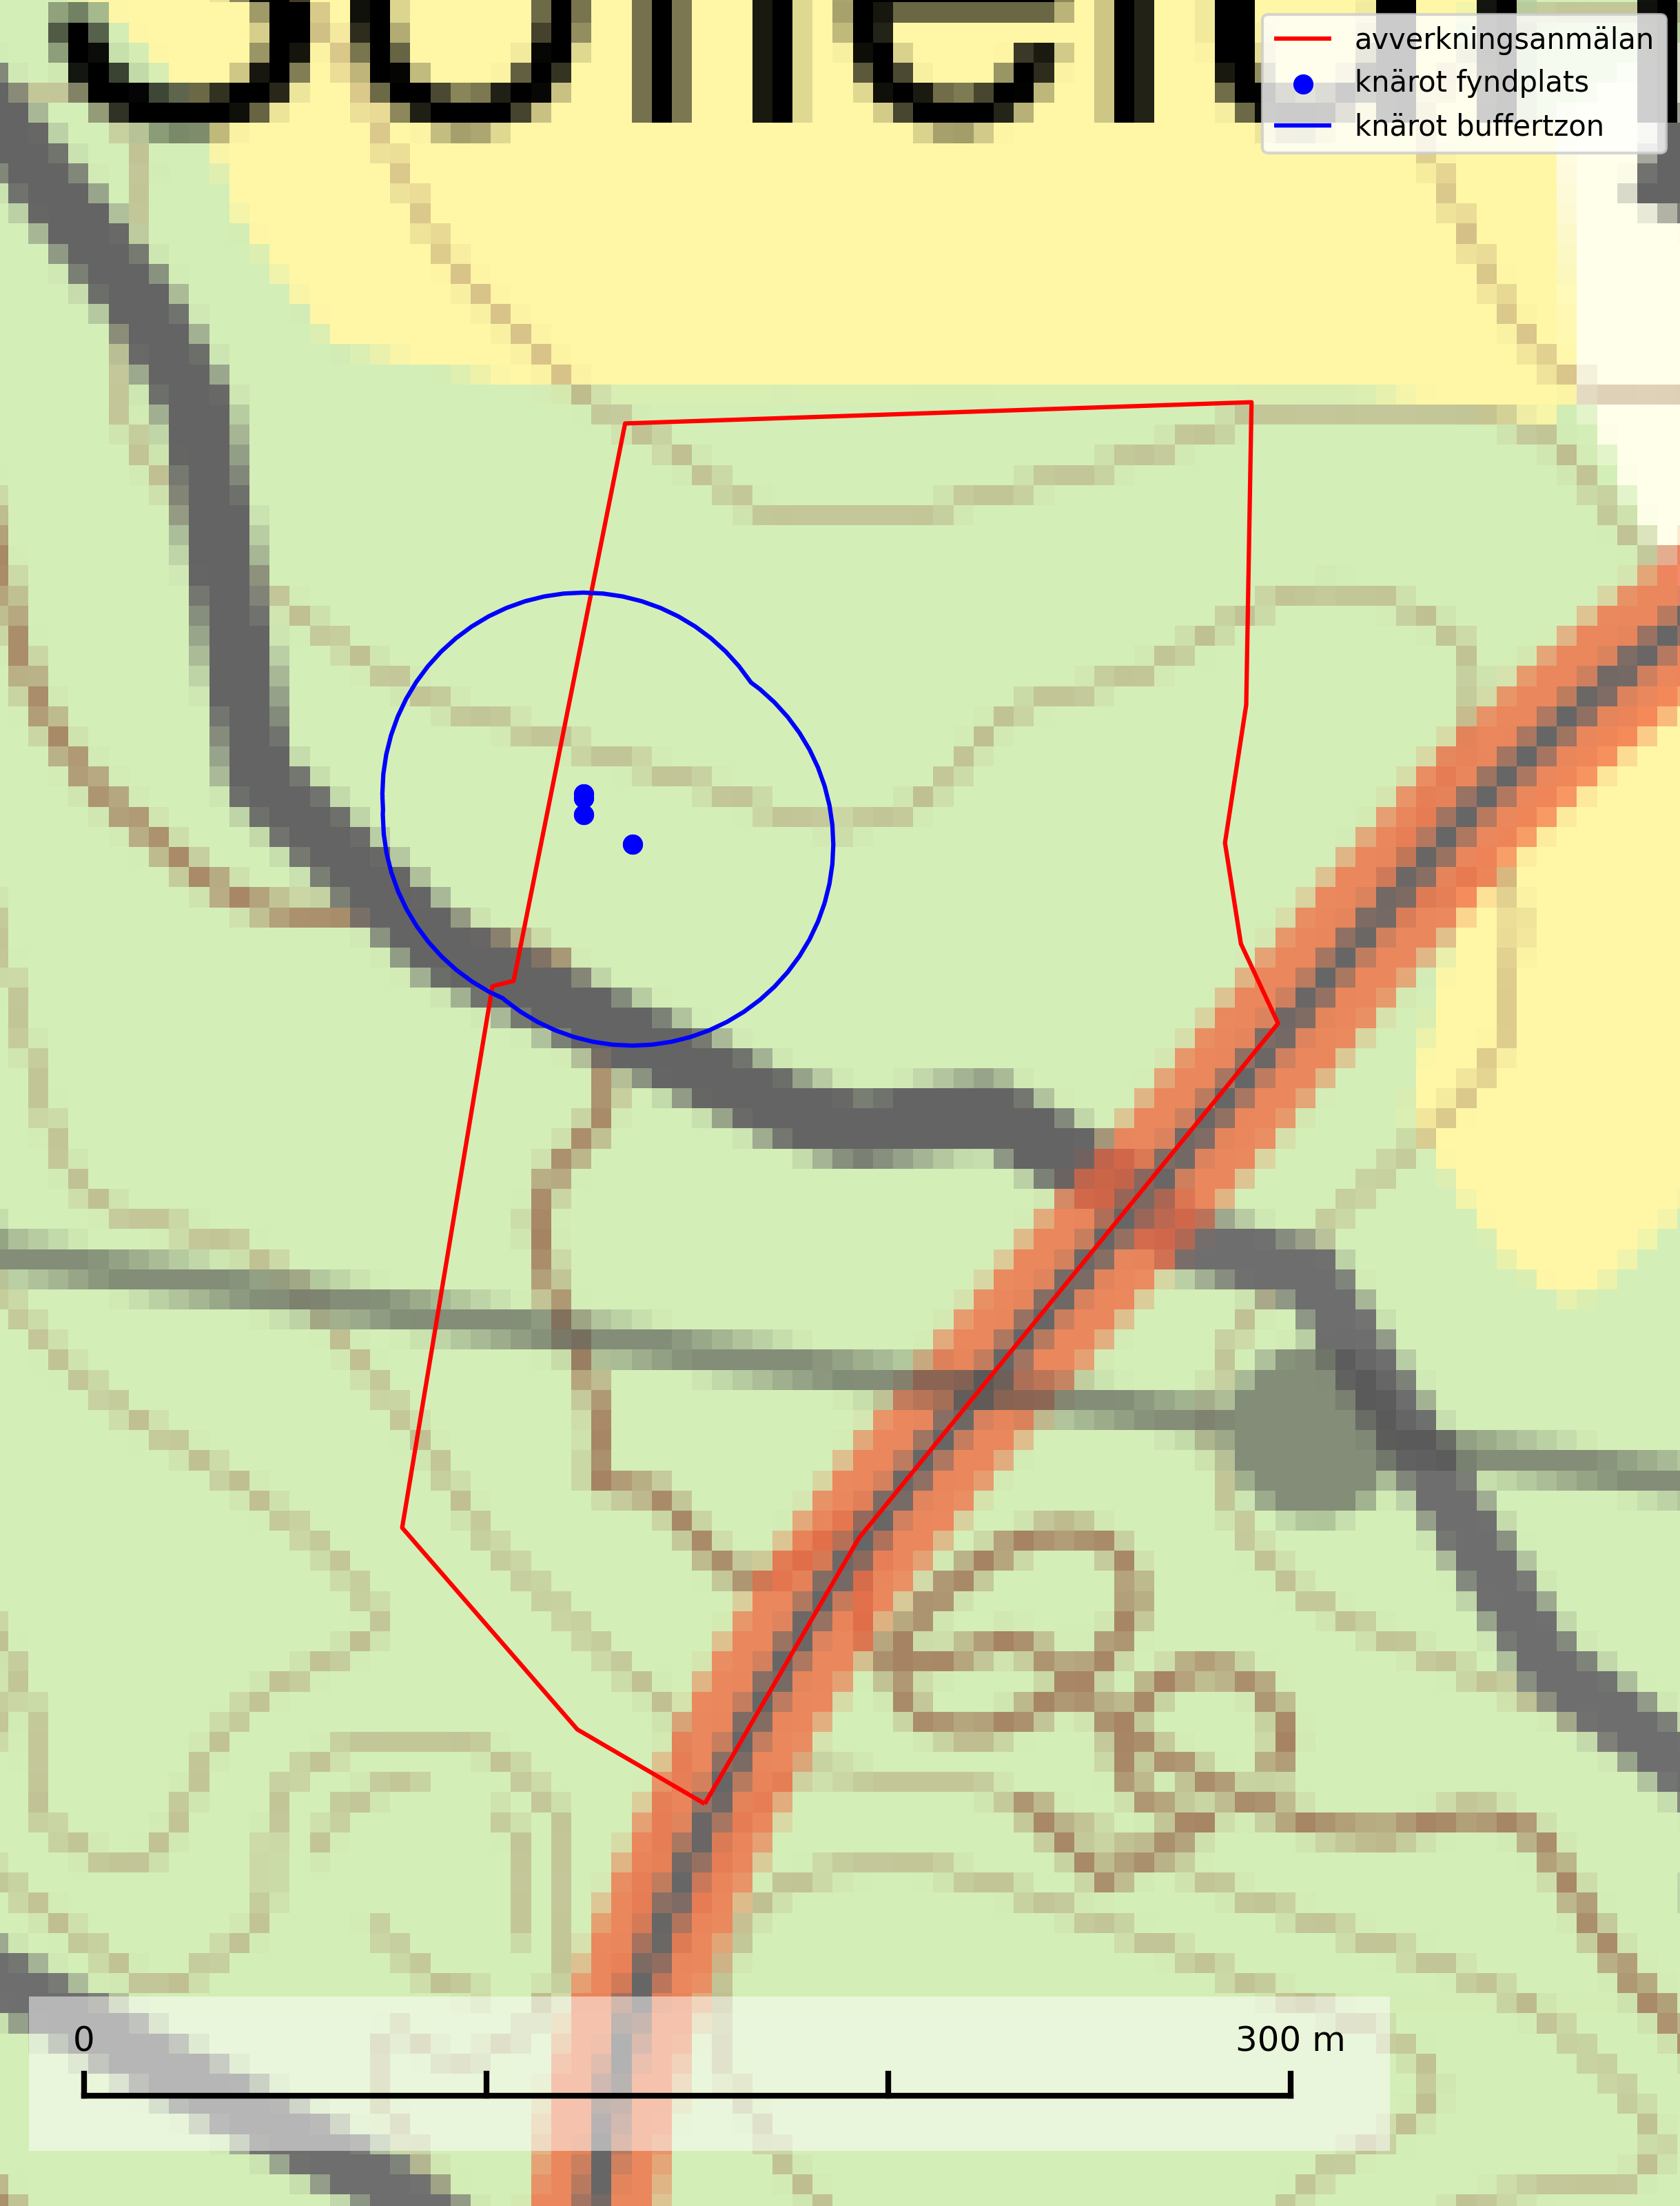 avverkningsanmälan
knärot fyndplats
knärot buffertzon
0
300 m